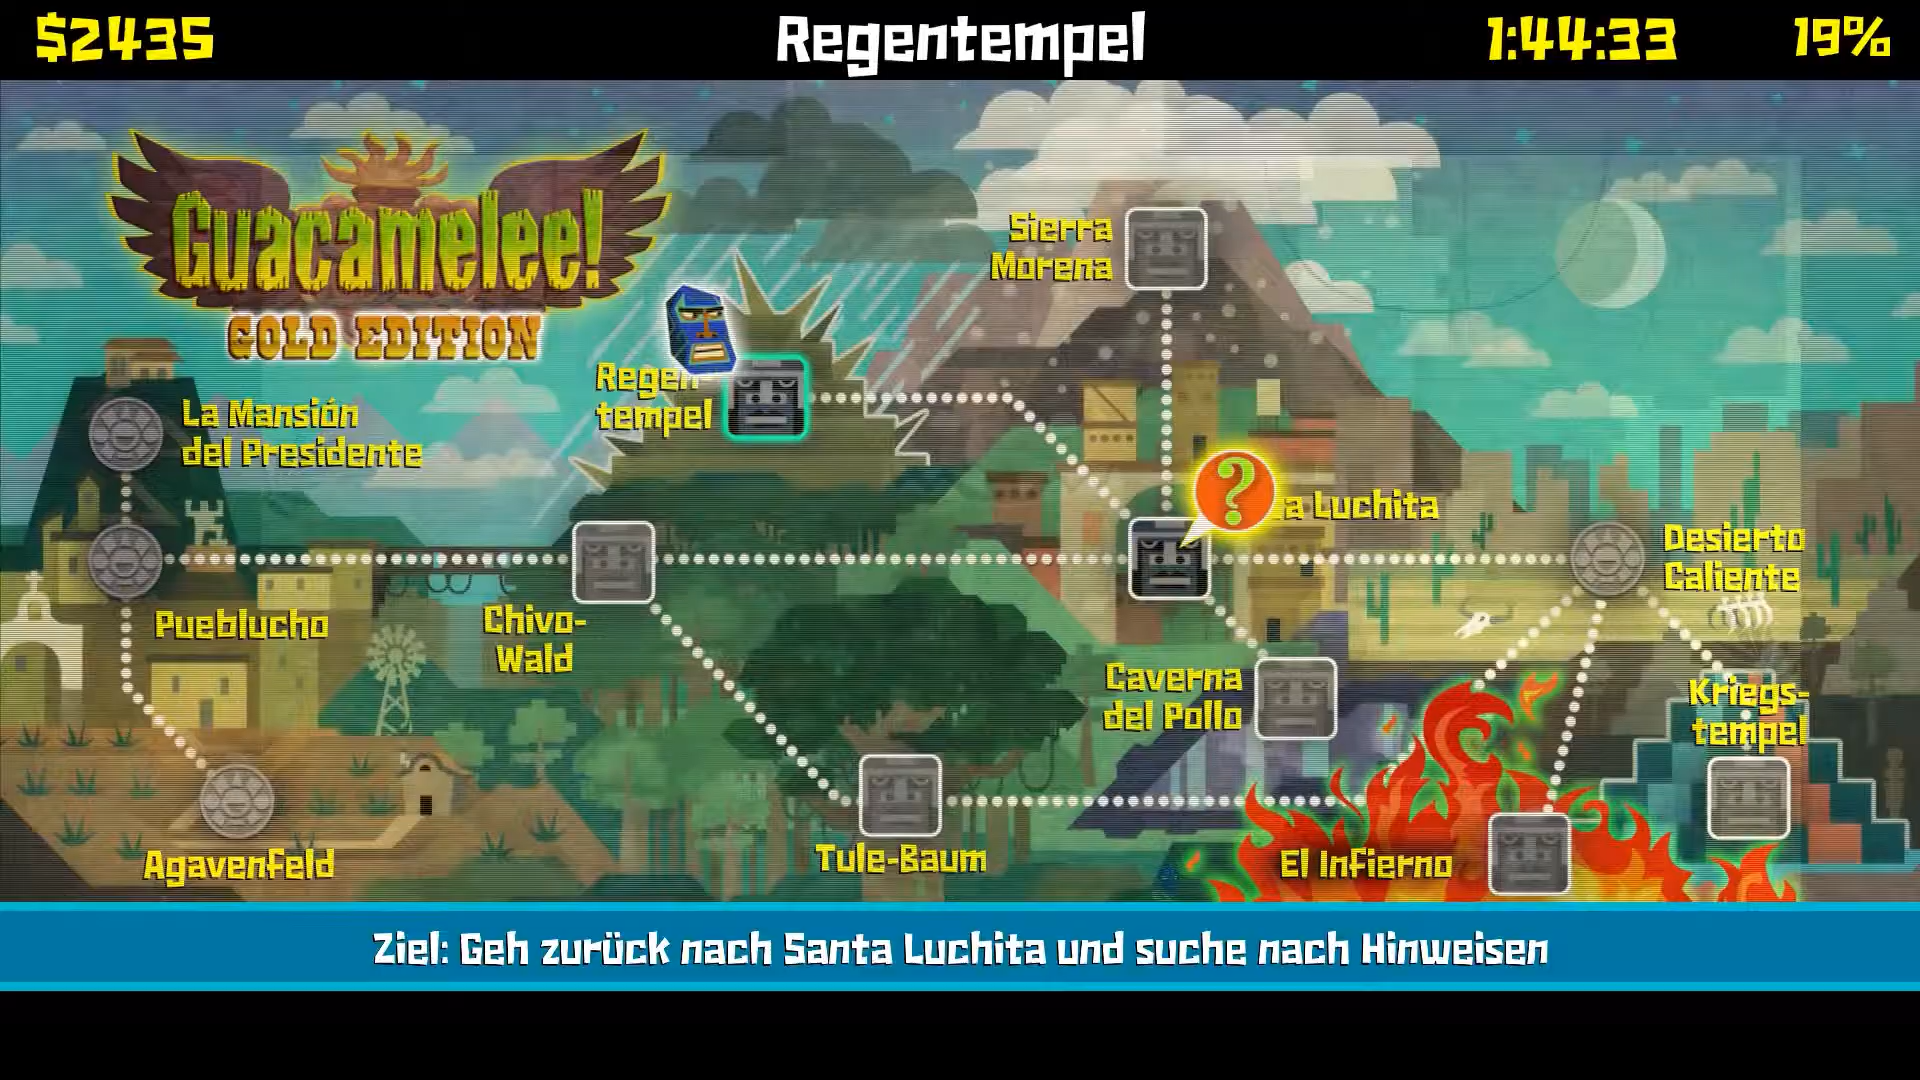 $2435
Regentempel
1:44:33
19%
Guacamelee!
GOLD EDITION
Sierra
Morena
Regen
tempel
La Mansión
del Presidente
a Luchita
Desierto
Caliente
Pueblucho
Chivo-
Wald
Caverna
del Pollo
Kriegs-
tempel
Agavenfeld
Tule-Baum
El Infierno
?
Ziel: Geh zurück nach Santa Luchita und suche nach Hinweisen